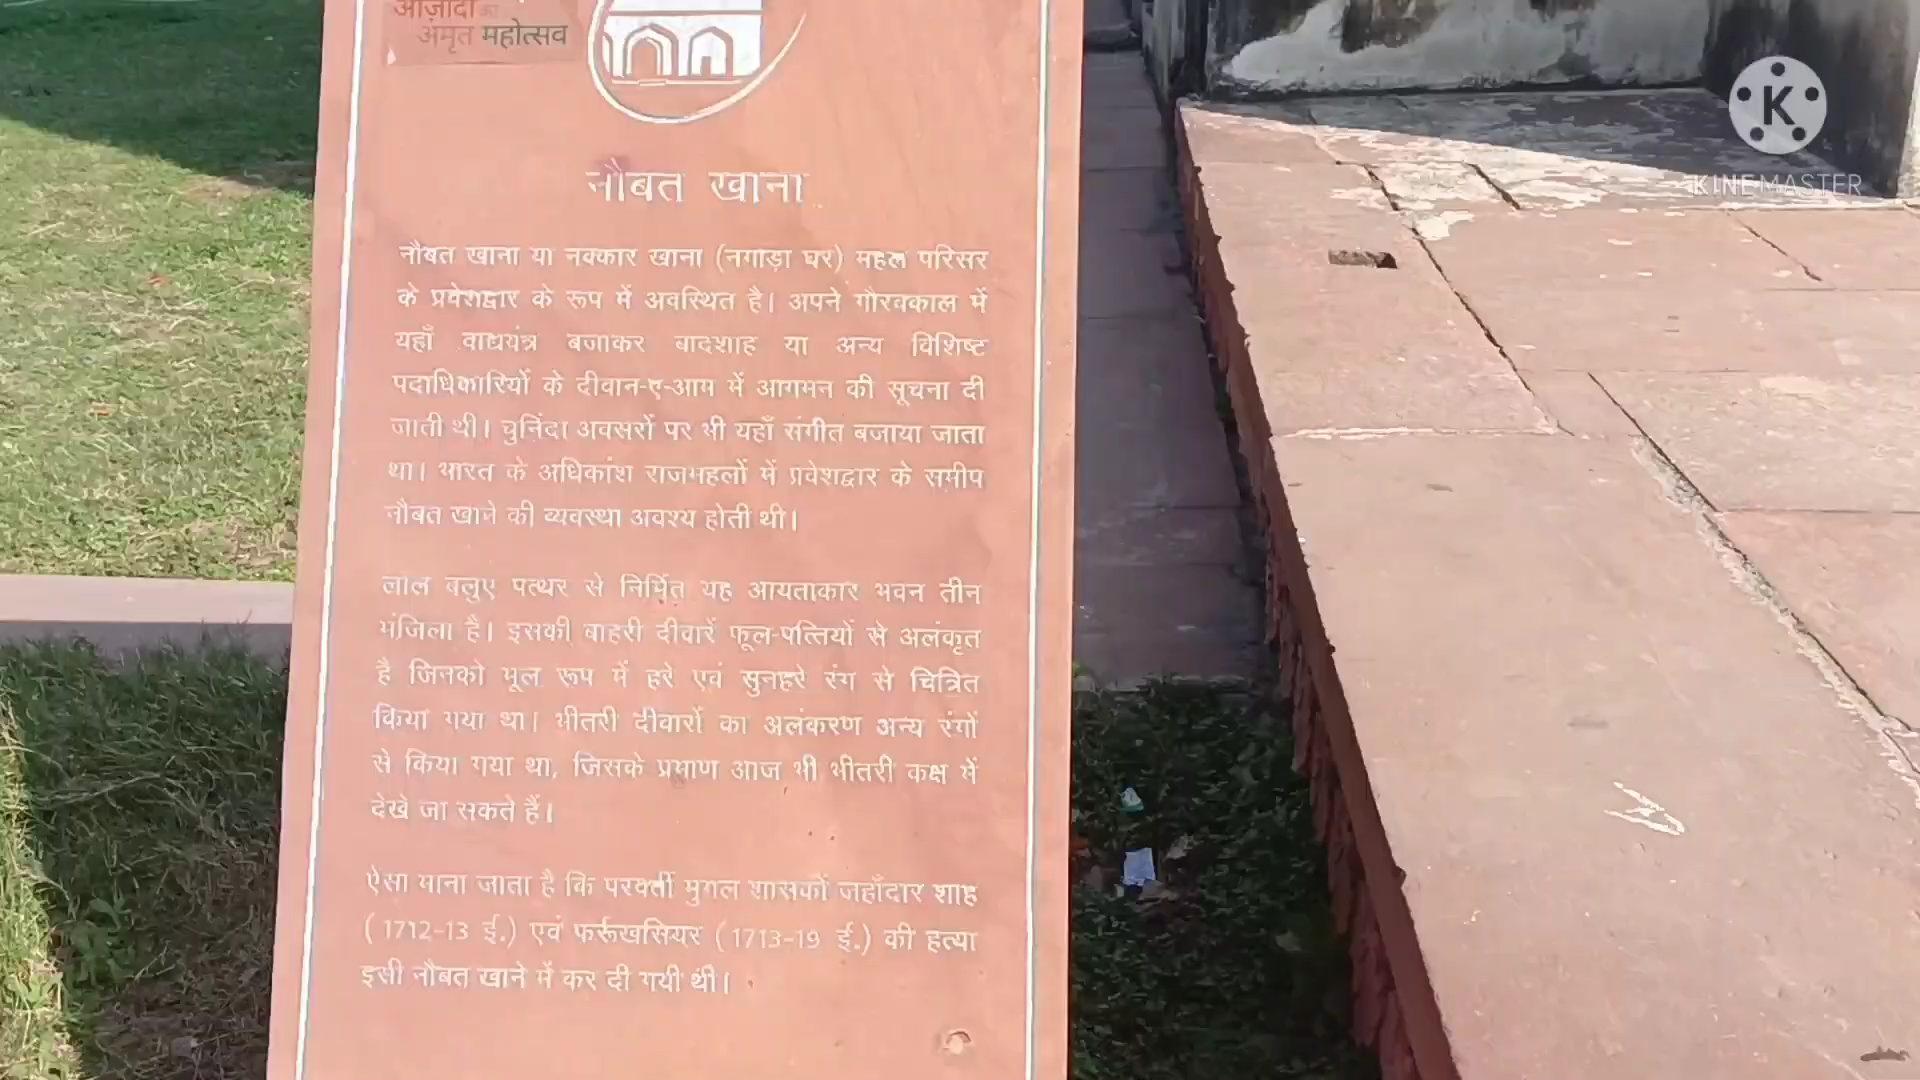 आज़ादी का
अमृत महोत्सव
नौबत खाना
नौबत खाना या नक्कार खाना (नगाड़ा घर) महल परिसर
के प्रवेशद्वार के रूप में अवस्थित है। अपने गौरवकाल में
यहाँ वाद्ययंत्र बजाकर बादशाह या अन्य विशिष्ट
पदाधिकारियों के दीवान-ए-आम में आगमन की सूचना दी
जाती थी। चुनिंदा अवसरों पर भी यहाँ संगीत बजाया जाता
था। भारत के अधिकांश राजमहलों में प्रवेशद्वार के समीप
नौबत खाने की व्यवस्था अवश्य होती थी।
लाल बलुए पत्थर से निर्मित यह आयताकार भवन तीन
मंजिला है। इसकी बाहरी दीवारें फूल-पत्तियों से अलंकृत
है जिनको मूल रूप में हरे एवं सुनहरे रंग से चित्रित
किया गया था। भीतरी दीवारों का अलंकरण अन्य रंगों
से किया गया था, जिसके प्रमाण आज भी भीतरी कक्ष में
देखे जा सकते हैं।
ऐसा माना जाता है कि परवर्ती मुगल शासकों जहाँदार शाह
(1712-13 ई.) एवं फर्रूखसियर (1713-19 ई.) की हत्या
इसी नौबत खाने में कर दी गयी थी।
K
KINEMASTER